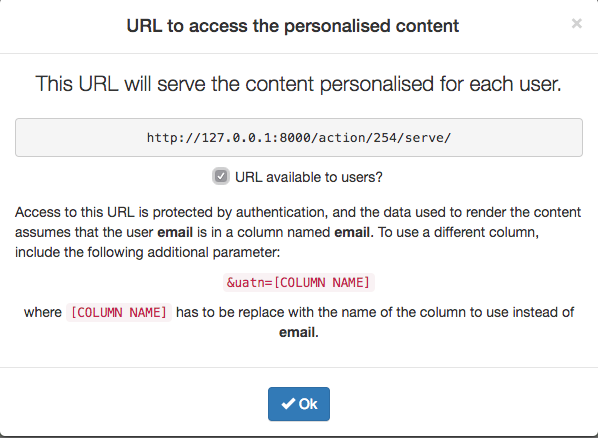 URL to access the personalised content
×
This URL will serve the content personalised for each user.
http://127.0.0.1:8000/action/254/serve/
URL available to users?
Access to this URL is protected by authentication, and the data used to render the content
assumes that the user email is in a column named email. To use a different column,
include the following additional parameter:
&uatn=[COLUMN NAME]
where [COLUMN NAME] has to be replace with the name of the column to use instead of
email.
Ok